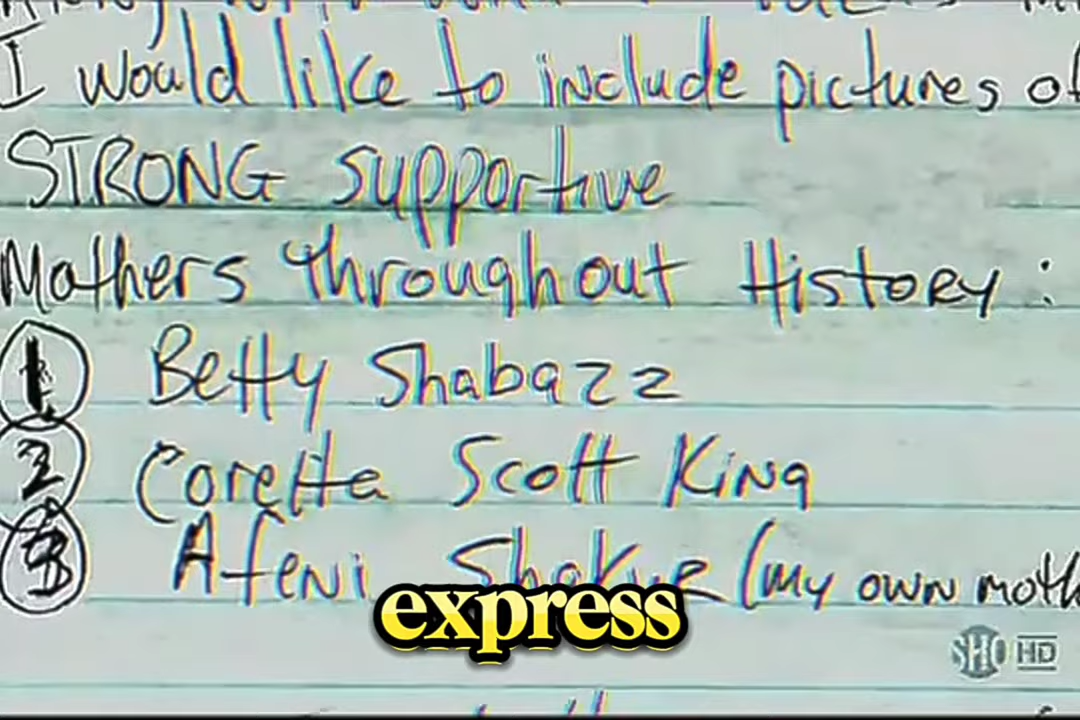 I would like to include pictures of
STRONG supportive
Mothers throughout History :
1 Betty Shabazz
2 Coretta Scott King
3 Afeni Shakur (my own moth
express
SHO HD